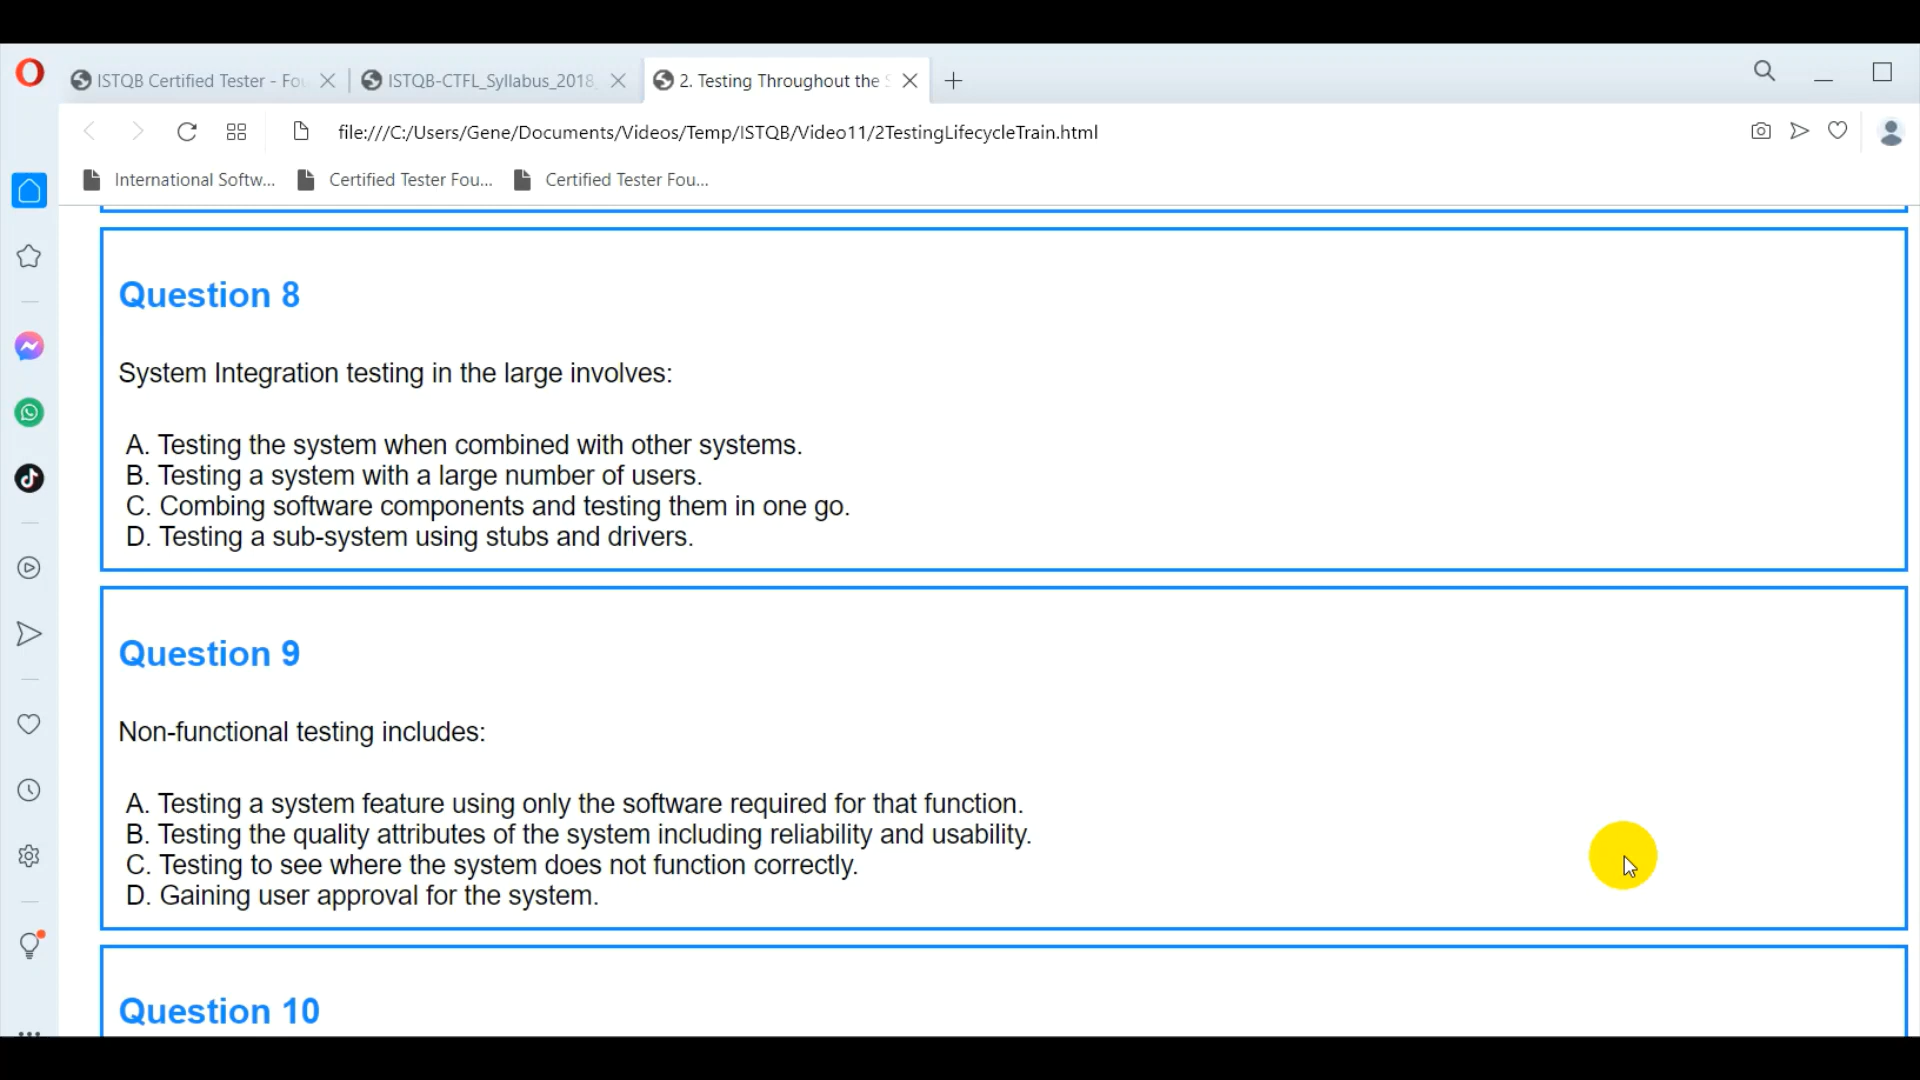 ISTQB Certified Tester - Fou
ISTQB-CTFL_Syllabus_2018_
2. Testing Throughout the S
file:///C:/Users/Gene/Documents/Videos/Temp/ISTQB/Video11/2TestingLifecycleTrain.html
International Softw...
Certified Tester Fou...
Certified Tester Fou...
Question 8
System Integration testing in the large involves:
A. Testing the system when combined with other systems.
B. Testing a system with a large number of users.
C. Combing software components and testing them in one go.
D. Testing a sub-system using stubs and drivers.
Question 9
Non-functional testing includes:
A. Testing a system feature using only the software required for that function.
B. Testing the quality attributes of the system including reliability and usability.
C. Testing to see where the system does not function correctly.
D. Gaining user approval for the system.
Question 10